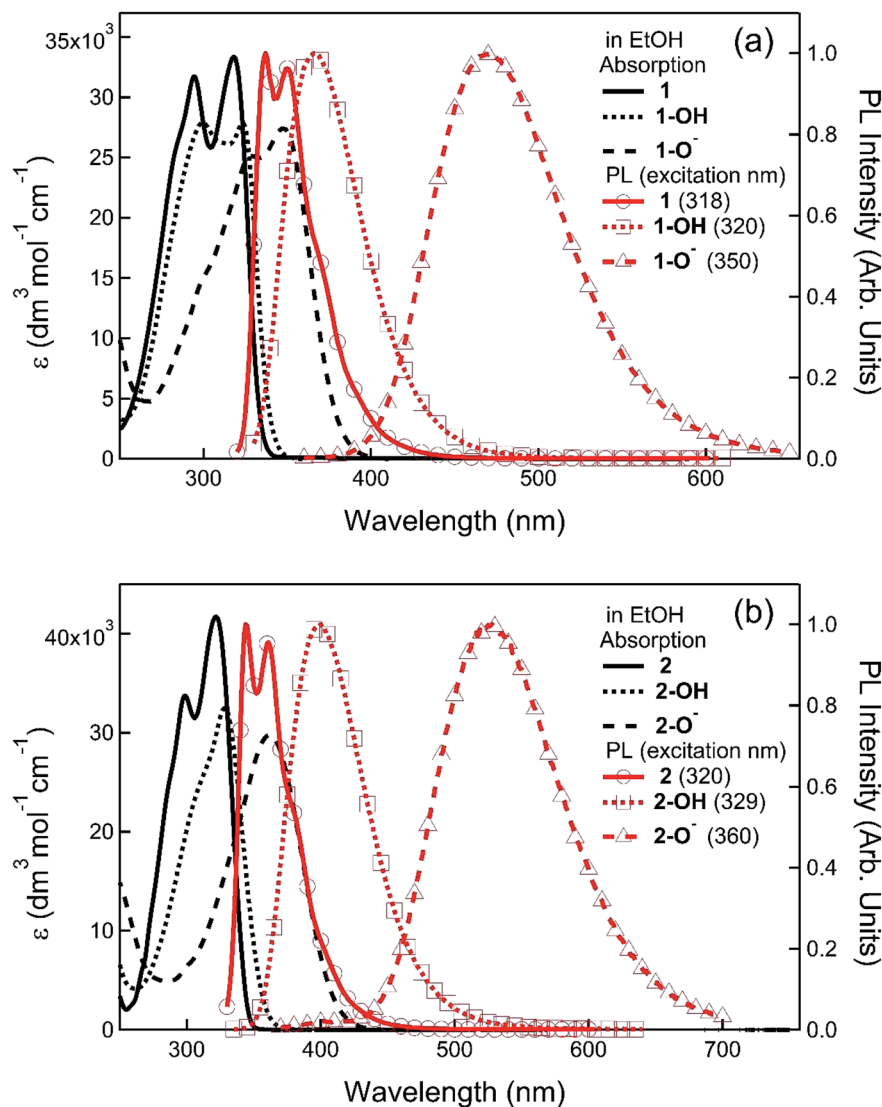 (a)
in EtOH
Absorption
1
1-OH
1-O⁻
PL (excitation nm)
1 (318)
1-OH (320)
1-O⁻ (350)
35x10³
30
25
20
15
10
5
0
ε (dm³ mol⁻¹ cm⁻¹)
1.0
0.8
0.6
0.4
0.2
0.0
PL Intensity (Arb. Units)
300 400 500 600
Wavelength (nm)
(b)
in EtOH
Absorption
2
2-OH
2-O⁻
PL (excitation nm)
2 (320)
2-OH (329)
2-O⁻ (360)
40x10³
30
20
10
0
ε (dm³ mol⁻¹ cm⁻¹)
1.0
0.8
0.6
0.4
0.2
0.0
PL Intensity (Arb. Units)
300 400 500 600 700
Wavelength (nm)